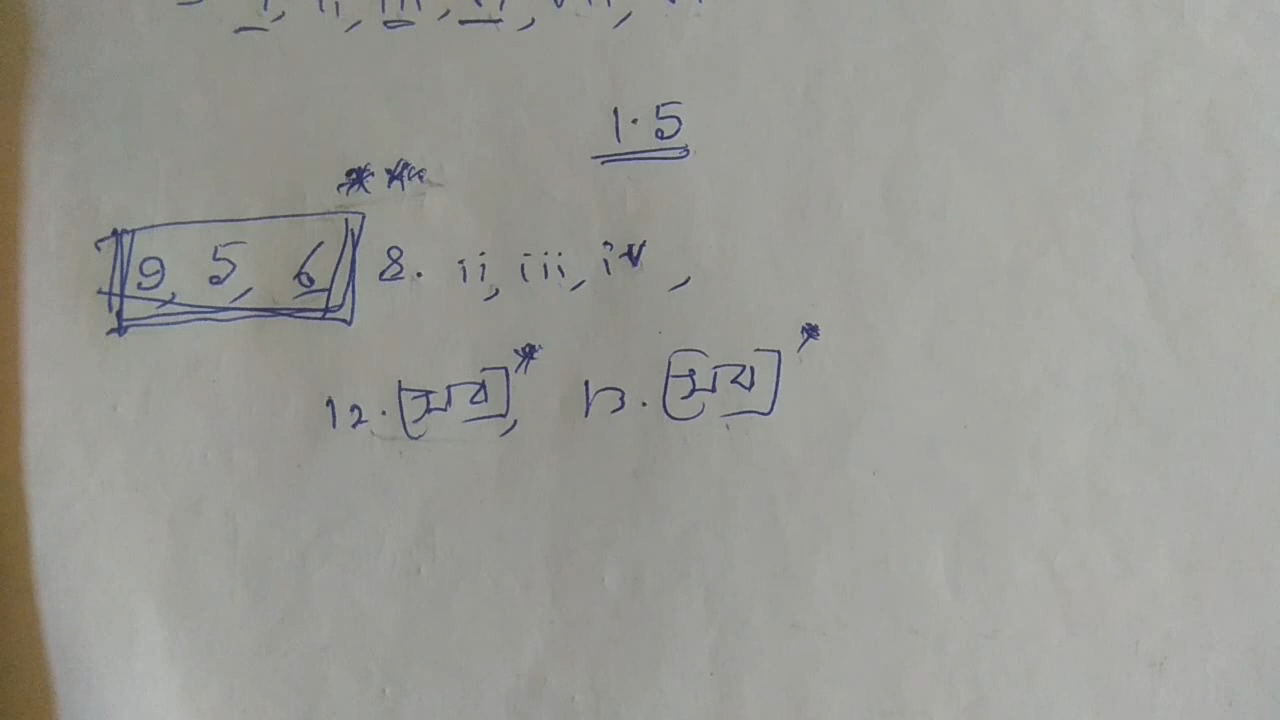 1.5
9, 5, 6 8. ii, iii, iv,
12. [সব]*, 13. [সব]*